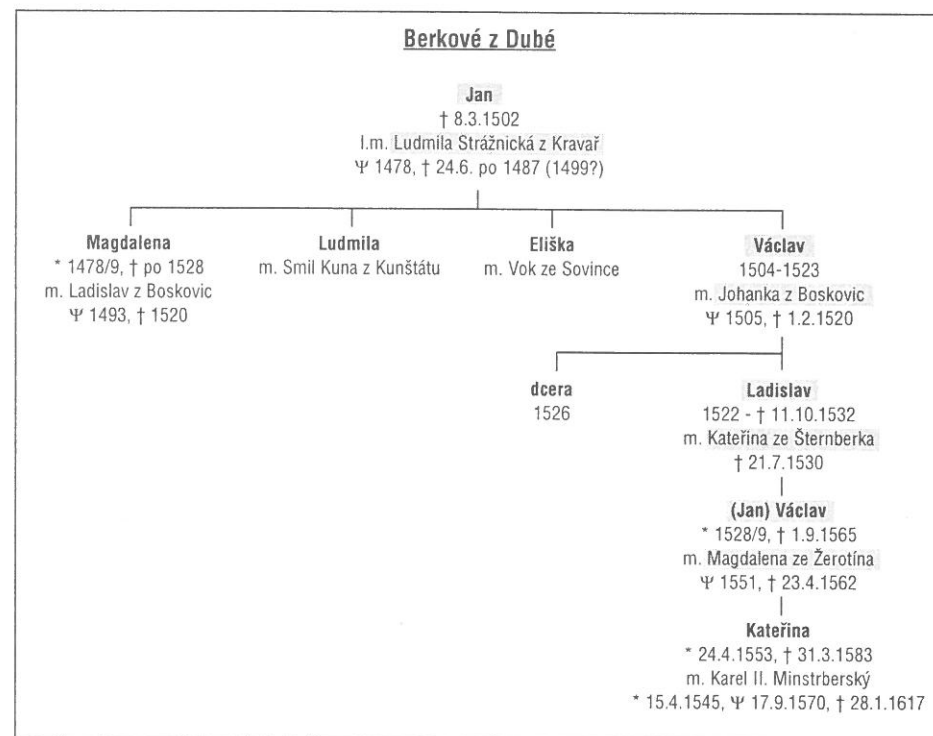 Berkové z Dubé
Jan
† 8.3.1502
I.m. Ludmila Strážnická z Kravař
Ψ 1478, † 24.6. po 1487 (1499?)
Magdalena
* 1478/9, † po 1528
m. Ladislav z Boskovic
Ψ 1493, † 1520
Ludmila
m. Smil Kuna z Kunštátu
Eliška
m. Vok ze Sovince
Václav
1504-1523
m. Johanka z Boskovic
Ψ 1505, † 1.2.1520
dcera
1526
Ladislav
1522 - † 11.10.1532
m. Kateřina ze Šternberka
† 21.7.1530
(Jan) Václav
* 1528/9, † 1.9.1565
m. Magdalena ze Žerotína
Ψ 1551, † 23.4.1562
Kateřina
* 24.4.1553, † 31.3.1583
m. Karel II. Minstrberský
* 15.4.1545, Ψ 17.9.1570, † 28.1.1617